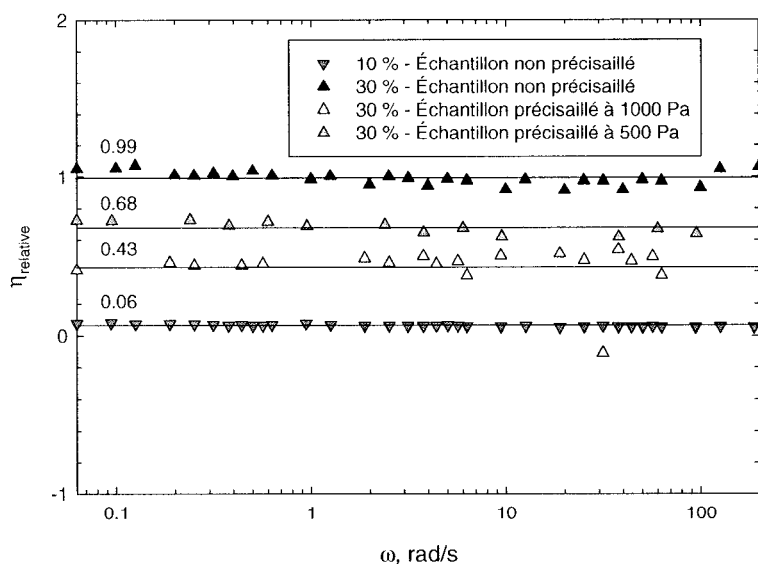 2
10 % - Échantillon non précisaillé
30 % - Échantillon non précisaillé
30 % - Échantillon précisaillé à 1000 Pa
30 % - Échantillon précisaillé à 500 Pa
0.99
1
0.68
0.43
0.06
0
-1
ηrelative
0.1 1 10 100
ω, rad/s